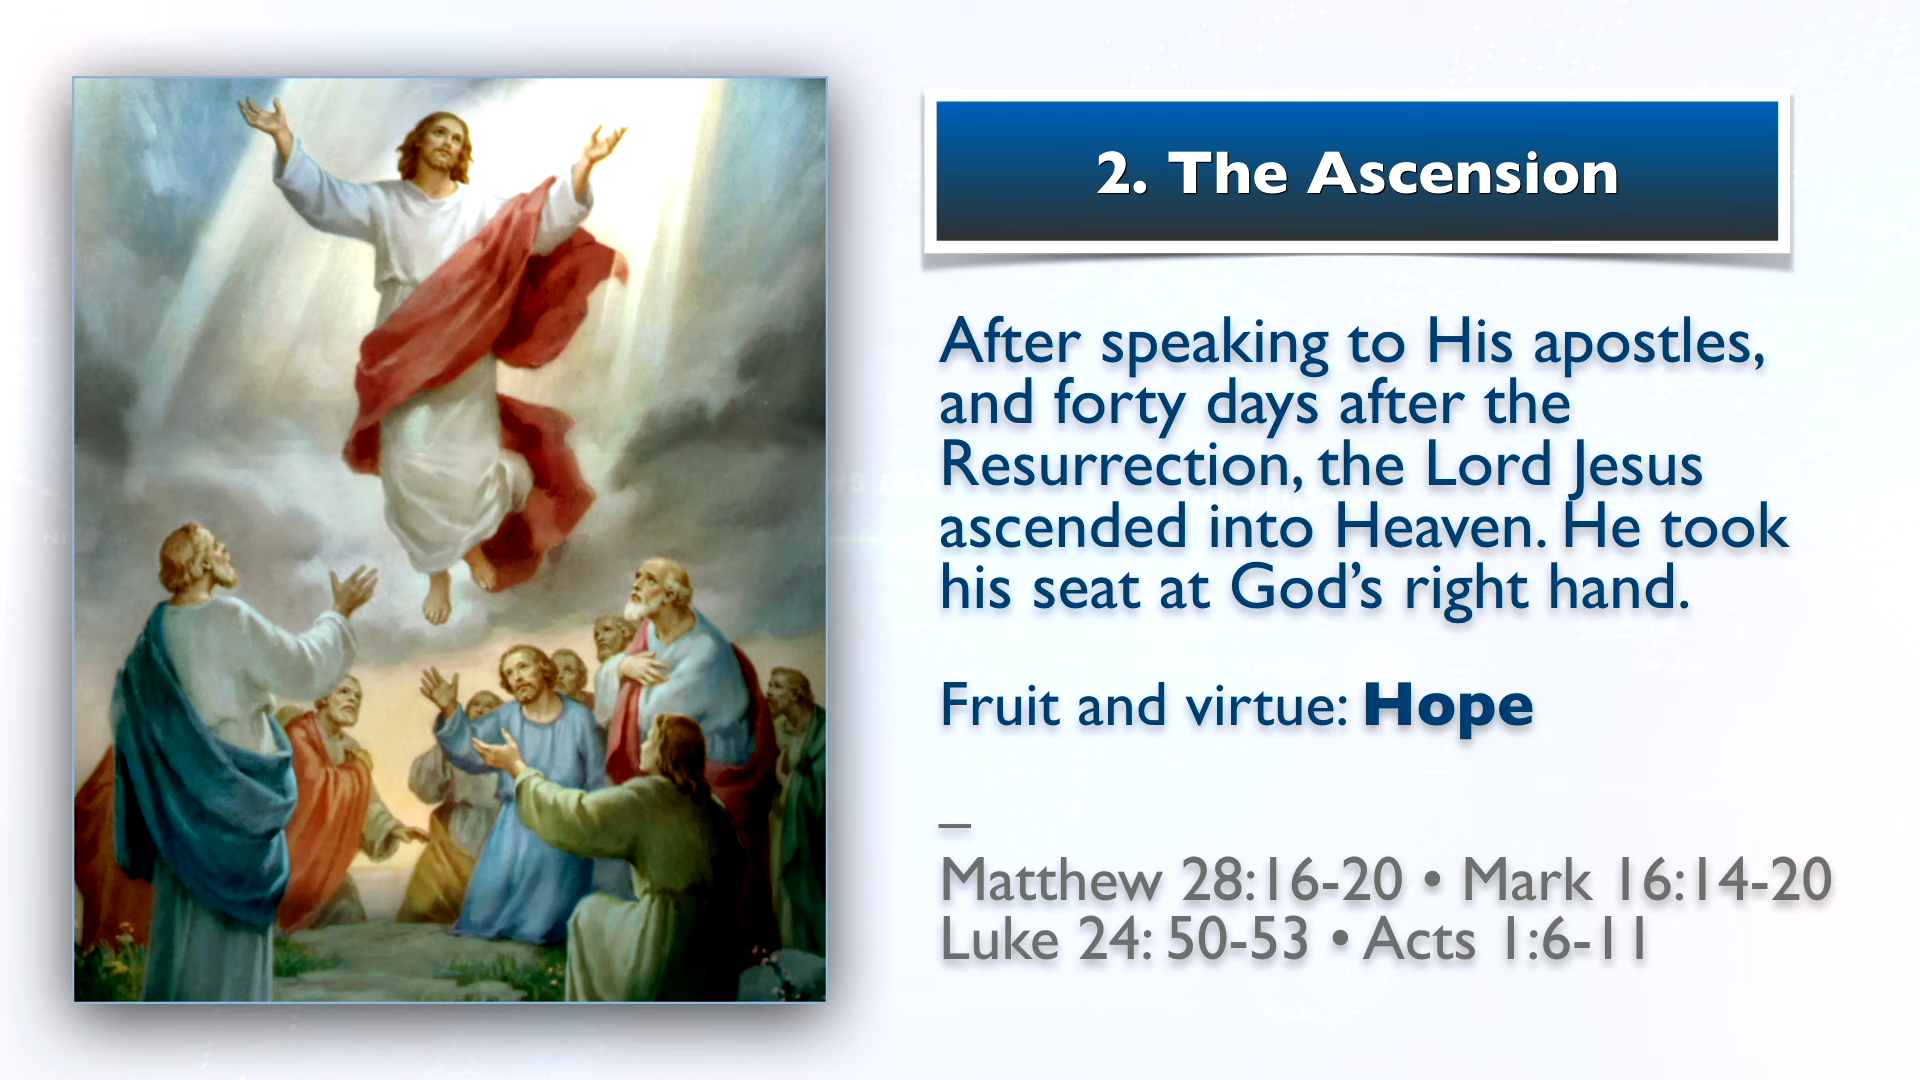 2. The Ascension
After speaking to His apostles,
and forty days after the
Resurrection, the Lord Jesus
ascended into Heaven. He took
his seat at God’s right hand.
Fruit and virtue: Hope
–
Matthew 28:16-20 • Mark 16:14-20
Luke 24: 50-53 • Acts 1:6-11